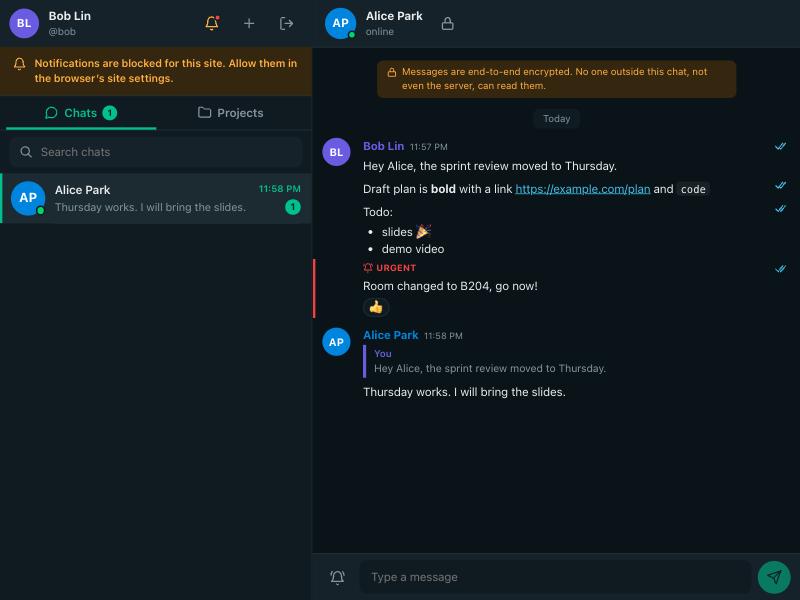 BL
Bob Lin
@bob
Notifications are blocked for this site. Allow them in
the browser's site settings.
Chats 1
Projects
Search chats
AP
Alice Park
11:58 PM
Thursday works. I will bring the slides.
1
AP
Alice Park
online
Messages are end-to-end encrypted. No one outside this chat, not
even the server, can read them.
Today
BL
Bob Lin 11:57 PM
Hey Alice, the sprint review moved to Thursday.
Draft plan is bold with a link https://example.com/plan and code
Todo:
• slides 🎉
• demo video
URGENT
Room changed to B204, go now!
👍
AP
Alice Park 11:58 PM
You
Hey Alice, the sprint review moved to Thursday.
Thursday works. I will bring the slides.
Type a message